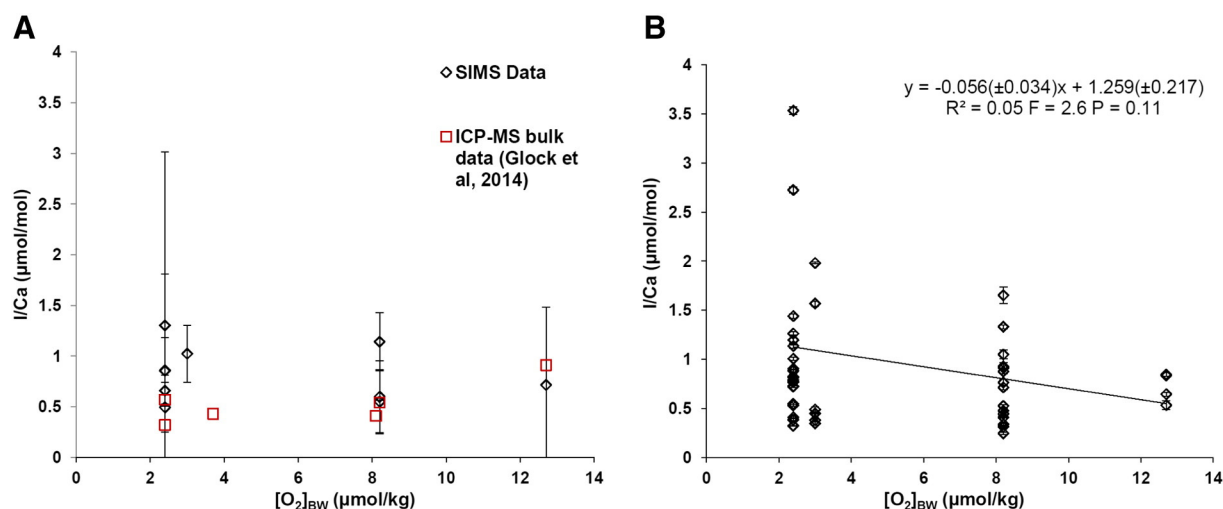 A
4
3.5
3
2.5
2
1.5
1
0.5
0
0 2 4 6 8 10 12 14
I/Ca (µmol/mol)
[O₂]BW (µmol/kg)
SIMS Data
ICP-MS bulk
data (Glock et
al, 2014)
B
4
3.5
3
2.5
2
1.5
1
0.5
0
0 2 4 6 8 10 12 14
I/Ca (µmol/mol)
[O₂]BW (µmol/kg)
y = -0.056(±0.034)x + 1.259(±0.217)
R² = 0.05 F = 2.6 P = 0.11